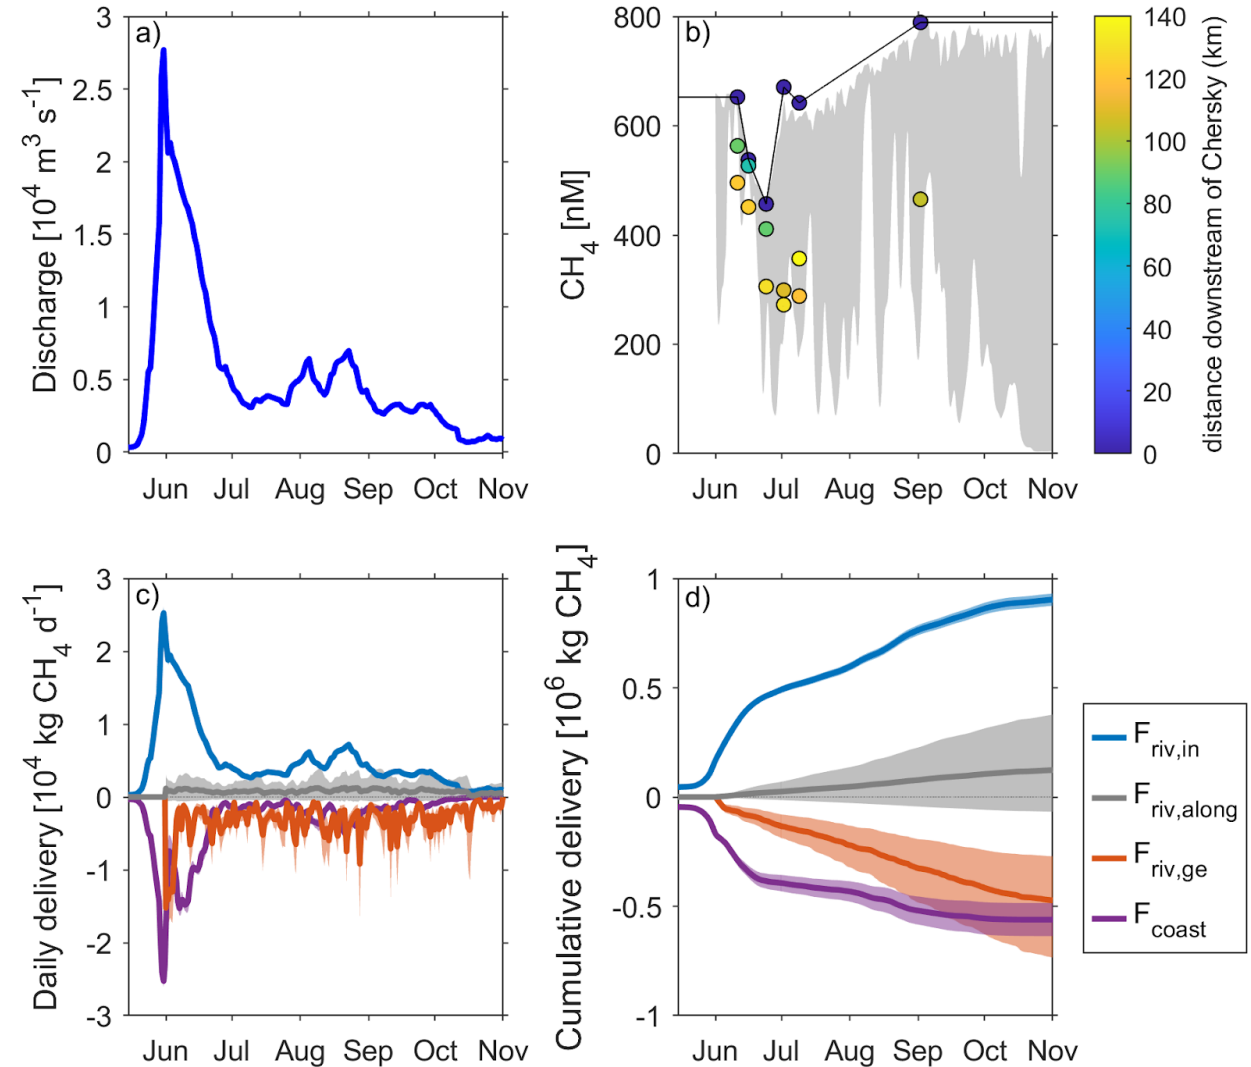 a)
Discharge [10^4 m^3 s^-1]
3
2.5
2
1.5
1
0.5
0
Jun Jul Aug Sep Oct Nov
b)
CH_4 [nM]
800
600
400
200
0
Jun Jul Aug Sep Oct Nov
140
120
100
80
60
40
20
0
distance downstream of Chersky (km)
c)
Daily delivery [10^4 kg CH_4 d^-1]
3
2
1
0
-1
-2
-3
Jun Jul Aug Sep Oct Nov
d)
Cumulative delivery [10^6 kg CH_4]
1
0.5
0
-0.5
-1
Jun Jul Aug Sep Oct Nov
F_riv,in
F_riv,along
F_riv,ge
F_coast